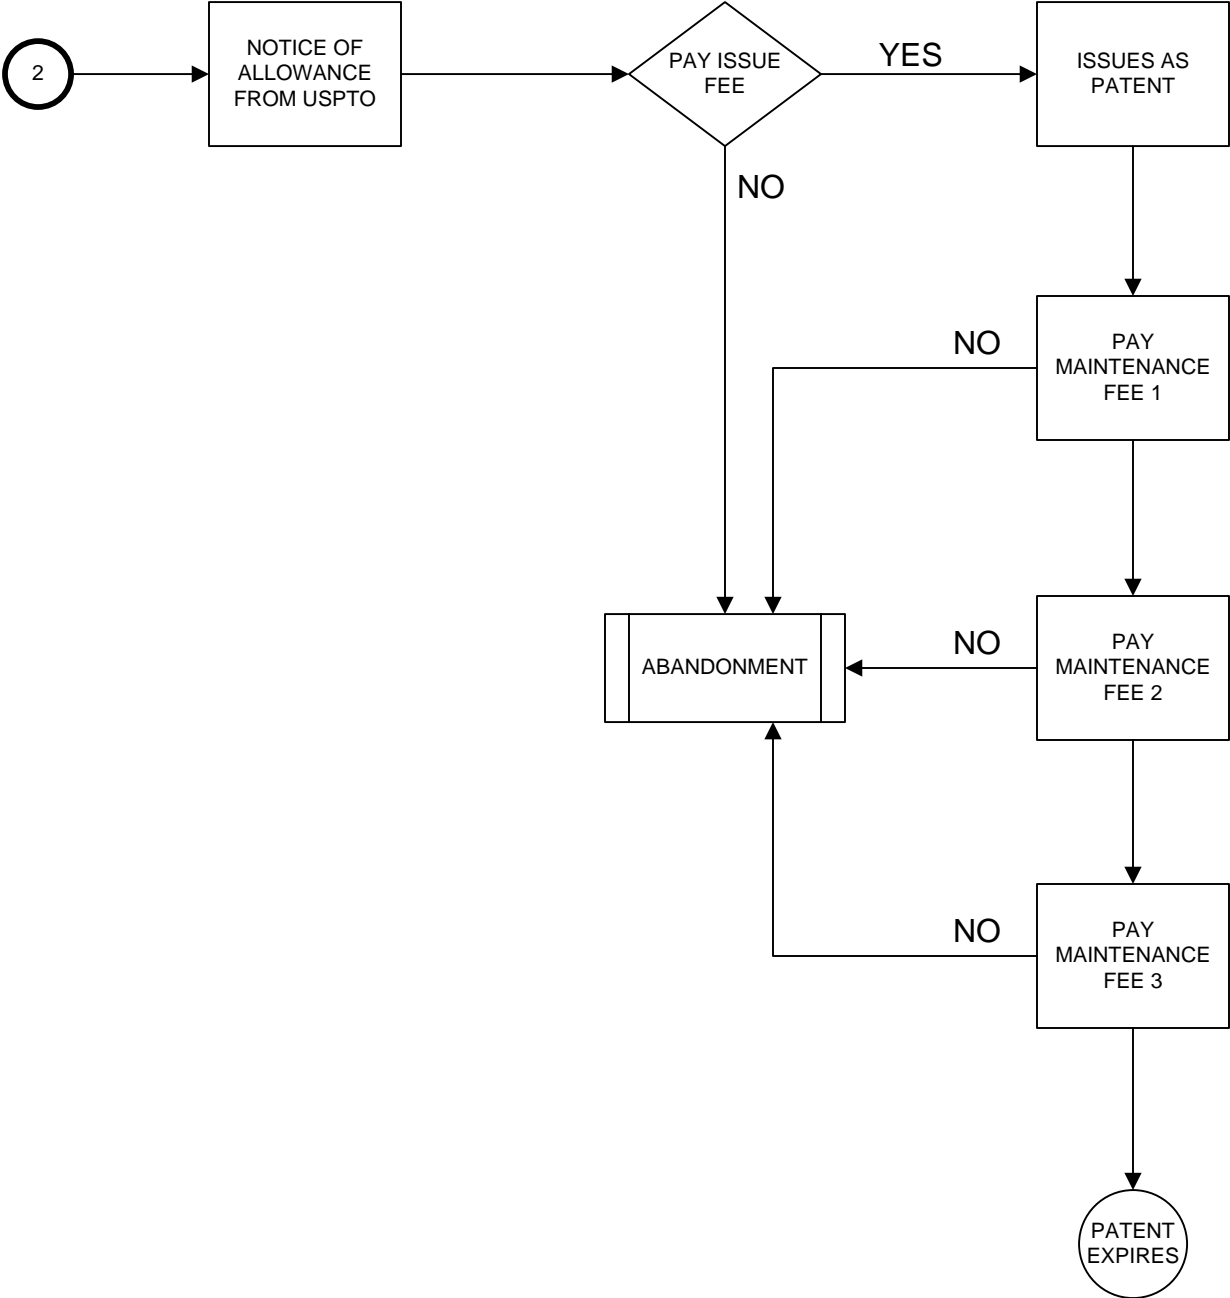 2
NOTICE OF
ALLOWANCE
FROM USPTO
PAY ISSUE
FEE
YES
ISSUES AS
PATENT
NO
NO
PAY
MAINTENANCE
FEE 1
ABANDONMENT
NO
PAY
MAINTENANCE
FEE 2
NO
PAY
MAINTENANCE
FEE 3
PATENT
EXPIRES